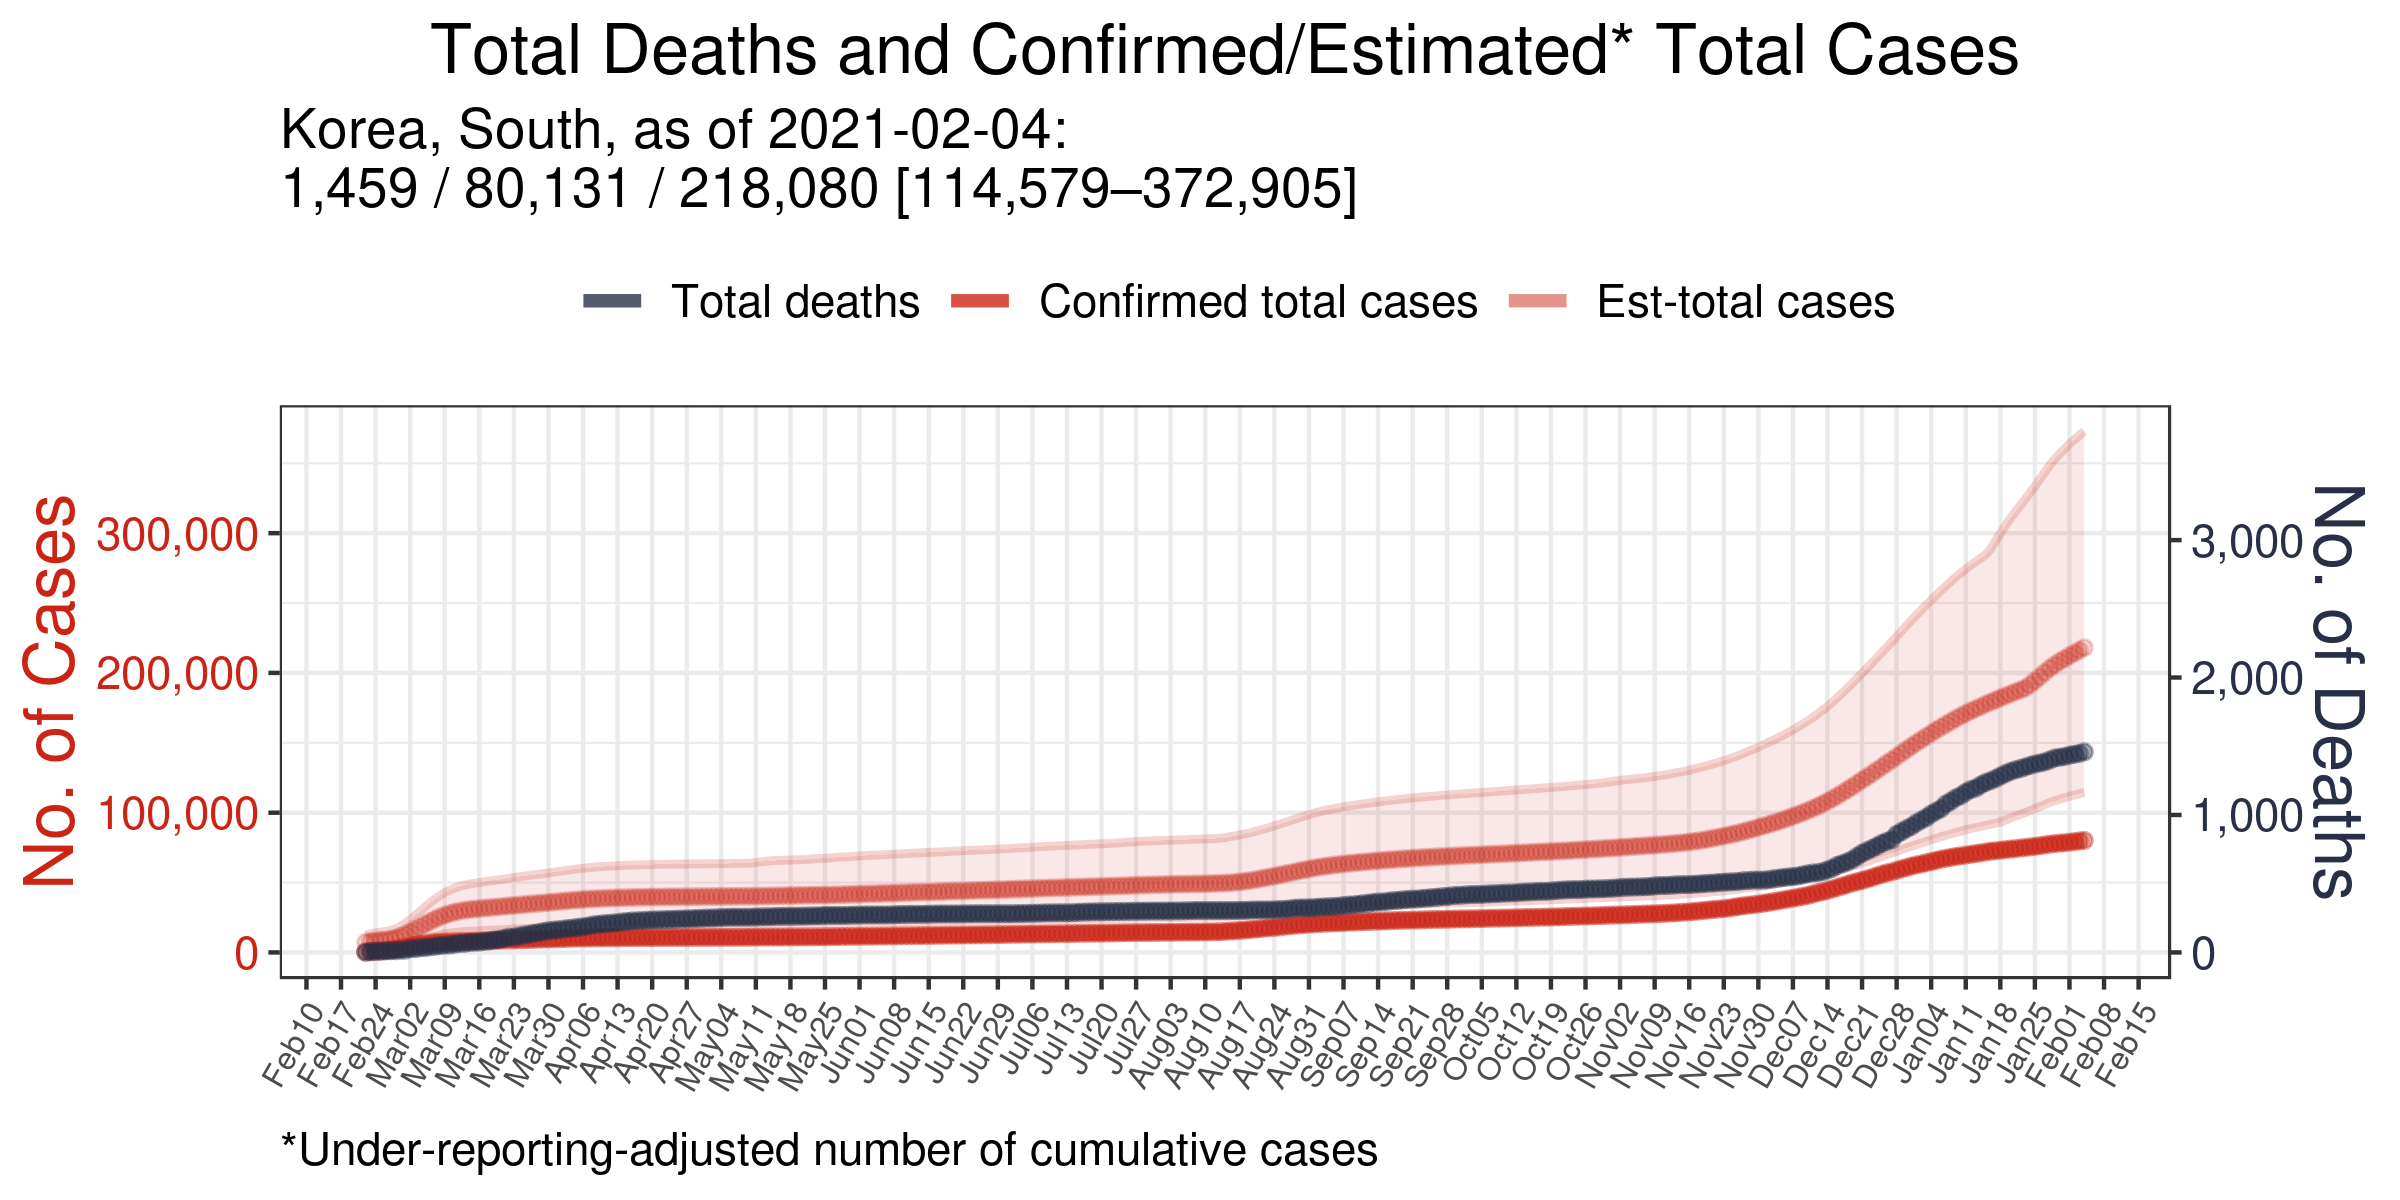 Total Deaths and Confirmed/Estimated* Total Cases
Korea, South, as of 2021-02-04:
1,459 / 80,131 / 218,080 [114,579–372,905]
Total deaths
Confirmed total cases
Est-total cases
No. of Cases
300,000
200,000
100,000
0
3,000
2,000
1,000
0
No. of Deaths
Feb10
Feb17
Feb24
Mar02
Mar09
Mar16
Mar23
Mar30
Apr06
Apr13
Apr20
Apr27
May04
May11
May18
May25
Jun01
Jun08
Jun15
Jun22
Jun29
Jul06
Jul13
Jul20
Jul27
Aug03
Aug10
Aug17
Aug24
Aug31
Sep07
Sep14
Sep21
Sep28
Oct05
Oct12
Oct19
Oct26
Nov02
Nov09
Nov16
Nov23
Nov30
Dec07
Dec14
Dec21
Dec28
Jan04
Jan11
Jan18
Jan25
Feb01
Feb08
Feb15
*Under-reporting-adjusted number of cumulative cases